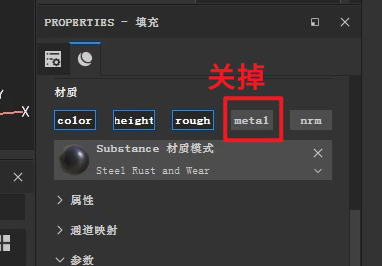 PROPERTIES - 填充
关掉
材质
color height rough metal nrm
Substance 材质模式
Steel Rust and Wear
属性
通道映射
参数
Y
X